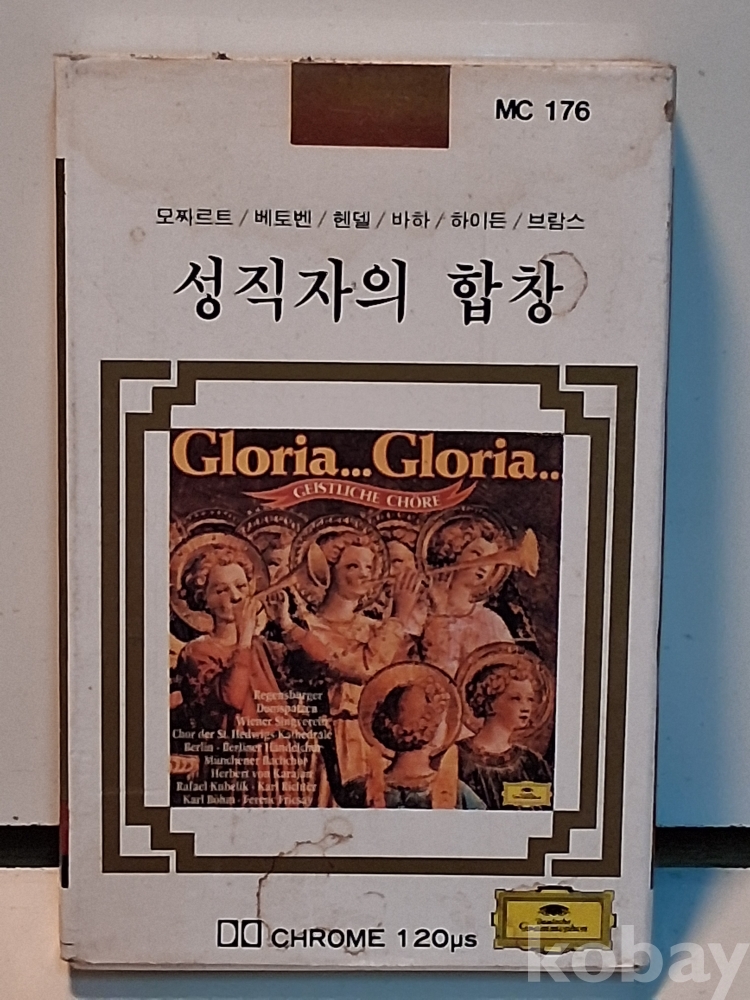 MC 176
모짜르트 / 베토벤 / 헨델 / 바하 / 하이든 / 브람스
성직자의 합창
Gloria...Gloria..
GEISTLICHE CHÖRE
Regensburger
Domspatzen
Wiener Singverein
Chor der St. Hedwigs Kathedrale
Berlin - Berliner Händelchor
Münchener Bachchor
Herbert von Karajan
Rafael Kubelik - Karl Richter
Karl Böhm - Ferenc Fricsay
Deutsche
Grammophon
CHROME 120µs
kobay